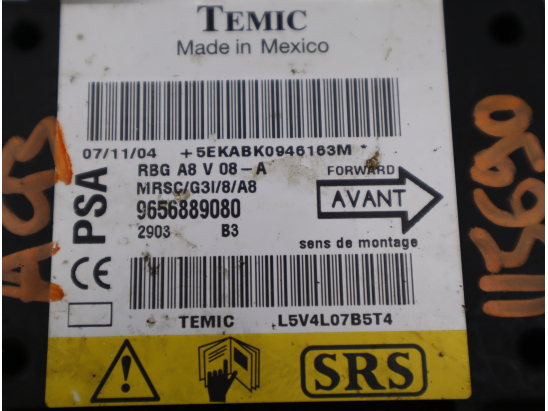 TEMIC
Made in Mexico
07/11/04 +5EKABK0946163M *
RBG A8 V 08-A
MRSC/G3I/8/A8
9656889080
2903 B3
PSA
CE
FORWARD
AVANT
sens de montage
TEMIC L5V4L07B5T4
SRS
115690